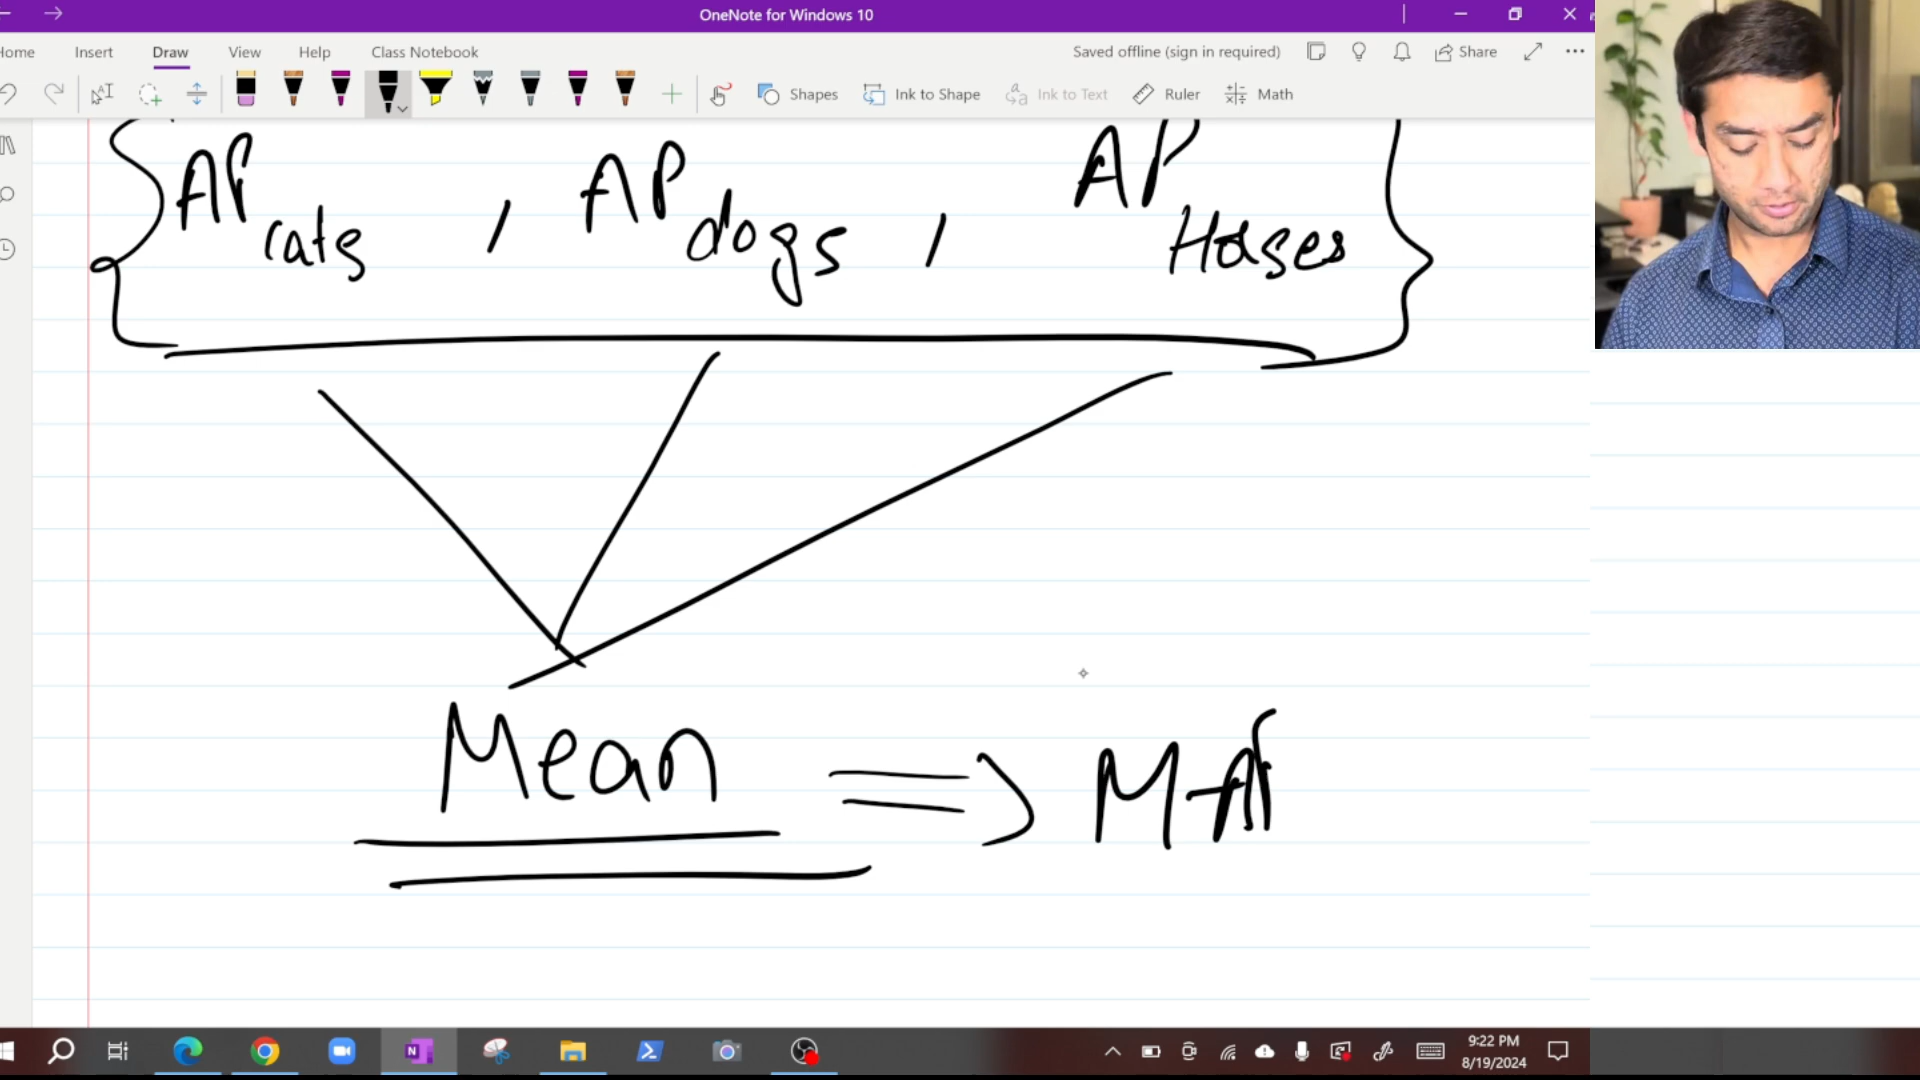 OneNote for Windows 10
Home Insert Draw View Help Class Notebook Saved offline (sign in required) Share
Shapes Ink to Shape Ink to Text Ruler Math
AP cats , AP dogs , AP Hoses
Mean => MAP
9:22 PM
8/19/2024